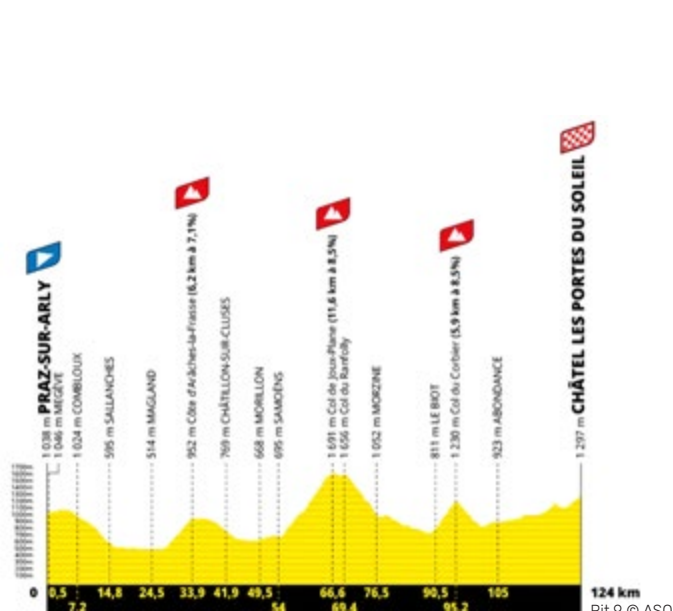 1 038 m PRAZ-SUR-ARLY
1 046 m MEGÈVE
1 024 m COMBLOUX
595 m SALLANCHES
514 m MAGLAND
952 m Côte d'Arâches-la-Frasse (6,2 km à 7,1%)
769 m CHÂTILLON-SUR-CLUSES
668 m MORILLON
695 m SAMOËNS
1 691 m Col de Joux-Plane (11,6 km à 8,5%)
1 656 m Col du Ranfolly
1 052 m MORZINE
811 m LE BIOT
1 230 m Col du Corbier (5,9 km à 8,5%)
923 m ABONDANCE
1 297 m CHÂTEL LES PORTES DU SOLEIL
0 0,5 14,8 24,5 33,9 41,9 49,5 66,6 76,5 90,5 105 124 km
7,2 54 69,4 95,2
Rit 9 © ASO